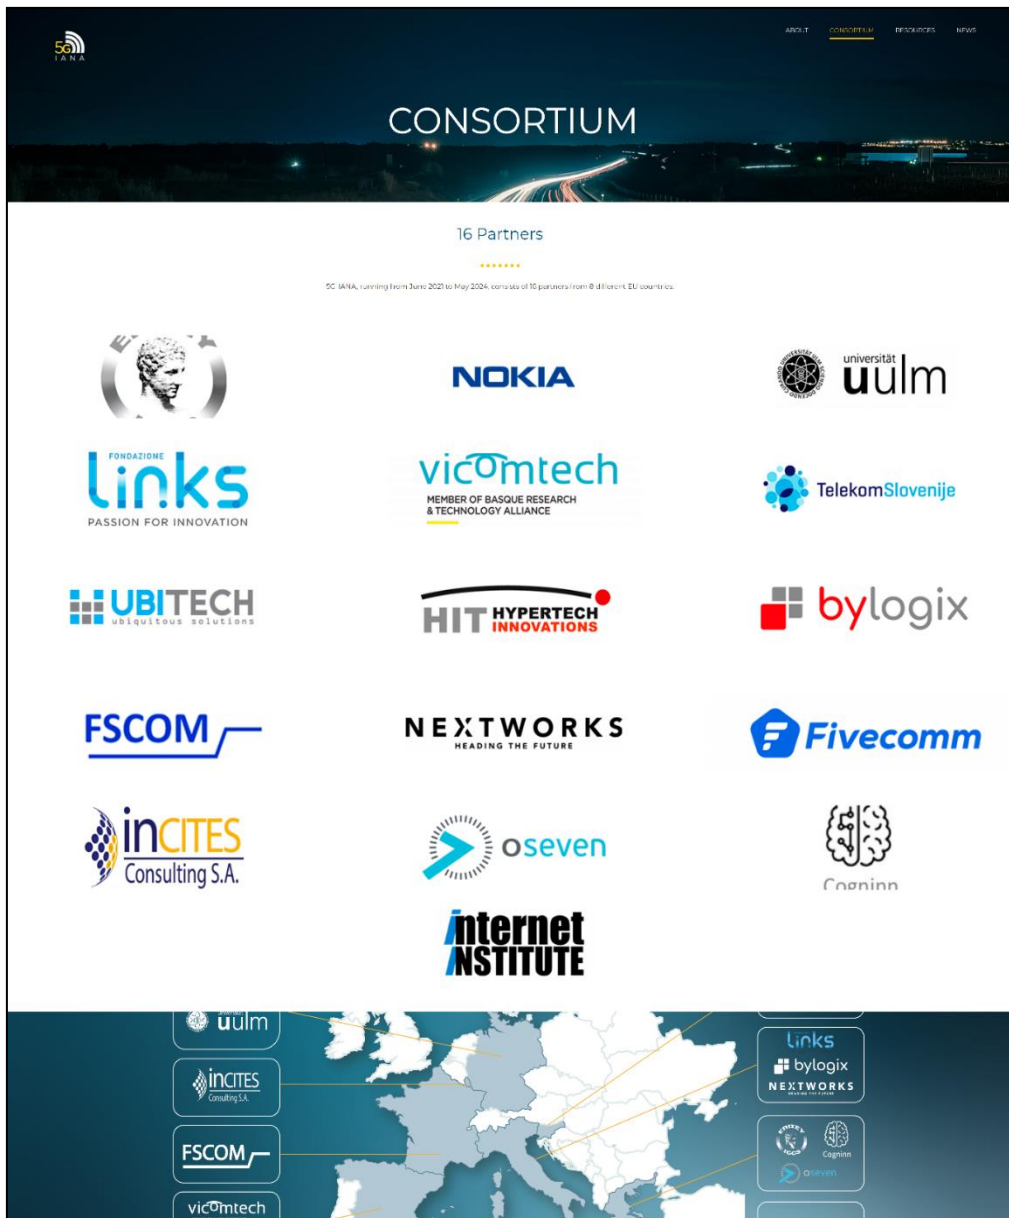 5G
IANA
ABOUT CONSORTIUM RESOURCES NEWS
CONSORTIUM
16 Partners
5G-IANA, running from June 2021 to May 2024, consists of 16 partners from 8 different EU countries.
NOKIA
universität
uulm
FONDAZIONE
links
PASSION FOR INNOVATION
vicomtech
MEMBER OF BASQUE RESEARCH
& TECHNOLOGY ALLIANCE
TelekomSlovenije
UBITECH
ubiquitous solutions
HIT HYPERTECH
INNOVATIONS
bylogix
FSCOM
NEXTWORKS
HEADING THE FUTURE
Fivecomm
inCITES
Consulting S.A.
oseven
Cogninn
internet
INSTITUTE
uulm
inCITES
Consulting S.A.
FSCOM
vicomtech
links
bylogix
NEXTWORKS
HEADING THE FUTURE
Cogninn
oseven